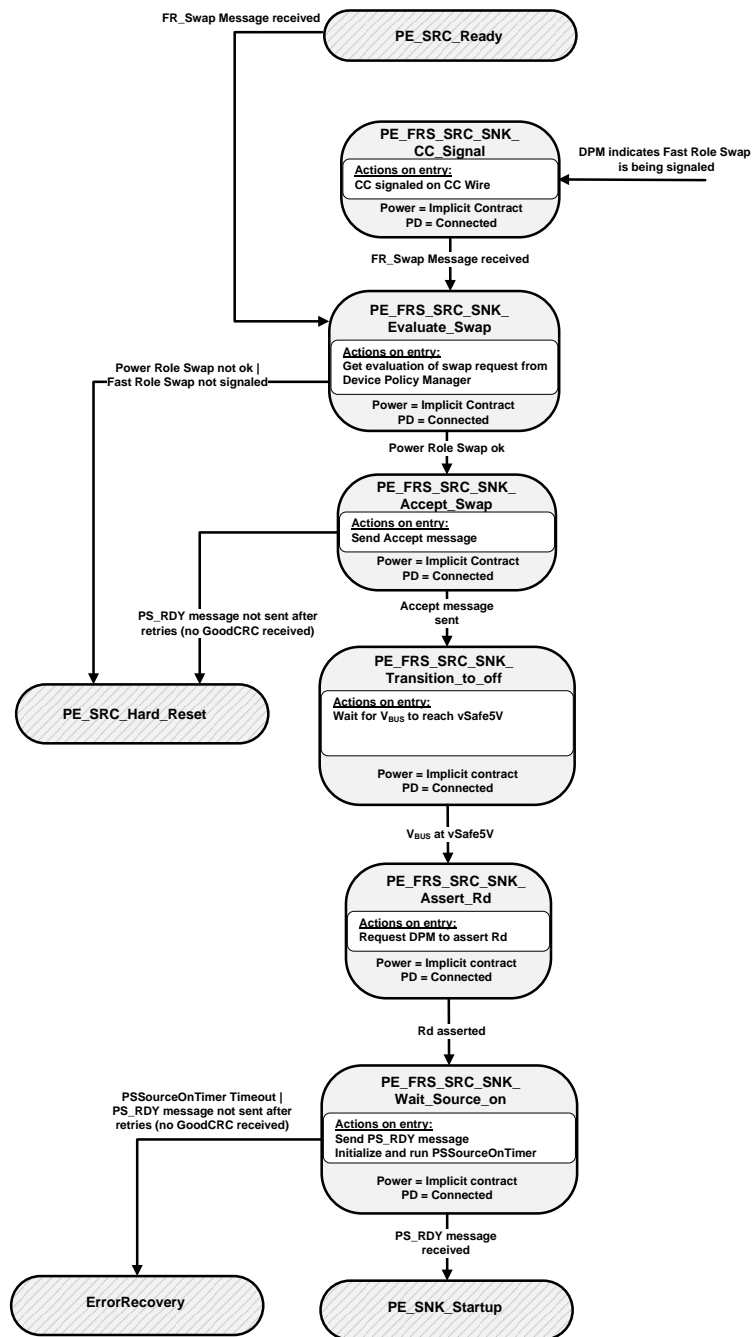 FR_Swap Message received
PE_SRC_Ready
PE_FRS_SRC_SNK_
CC_Signal
Actions on entry:
CC signaled on CC Wire
Power = Implicit Contract
PD = Connected
DPM indicates Fast Role Swap
is being signaled
FR_Swap Message received
PE_FRS_SRC_SNK_
Evaluate_Swap
Actions on entry:
Get evaluation of swap request from
Device Policy Manager
Power = Implicit Contract
PD = Connected
Power Role Swap not ok |
Fast Role Swap not signaled
Power Role Swap ok
PE_FRS_SRC_SNK_
Accept_Swap
Actions on entry:
Send Accept message
Power = Implicit Contract
PD = Connected
PS_RDY message not sent after
retries (no GoodCRC received)
Accept message
sent
PE_FRS_SRC_SNK_
Transition_to_off
Actions on entry:
Wait for VBUS to reach vSafe5V
Power = Implicit contract
PD = Connected
PE_SRC_Hard_Reset
VBUS at vSafe5V
PE_FRS_SRC_SNK_
Assert_Rd
Actions on entry:
Request DPM to assert Rd
Power = Implicit contract
PD = Connected
Rd asserted
PE_FRS_SRC_SNK_
Wait_Source_on
Actions on entry:
Send PS_RDY message
Initialize and run PSSourceOnTimer
Power = Implicit contract
PD = Connected
PSSourceOnTimer Timeout |
PS_RDY message not sent after
retries (no GoodCRC received)
PS_RDY message
received
ErrorRecovery
PE_SNK_Startup